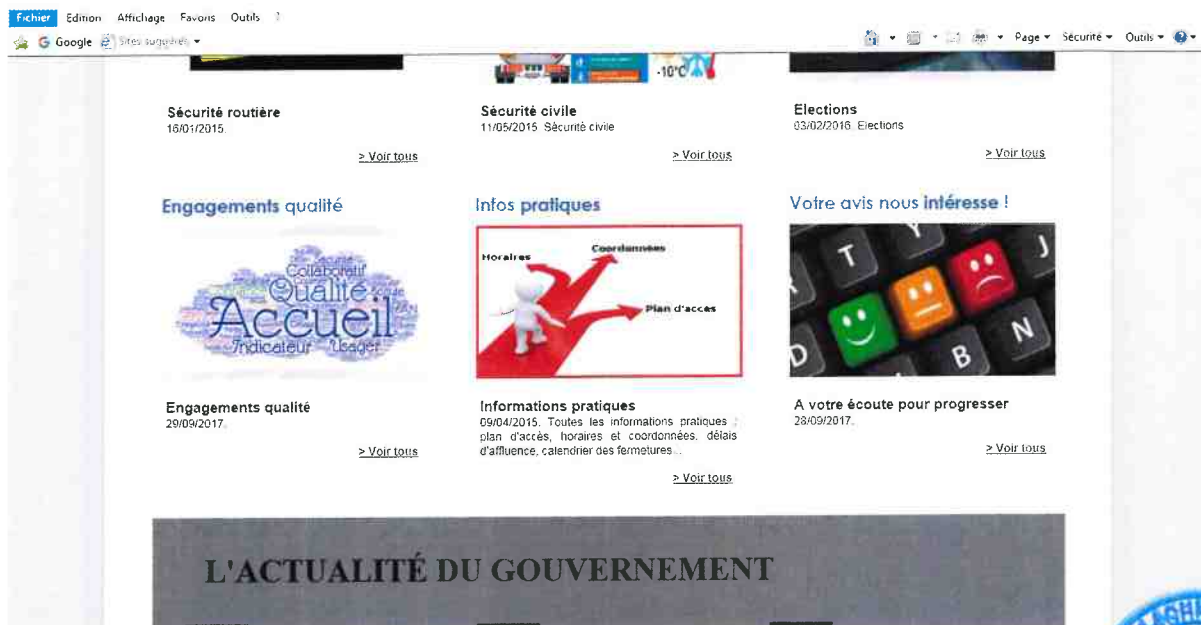 Fichier Edition Affichage Favoris Outils ?
Google Sites suggérés Page Sécurité Outils
-10°C
Sécurité routière
16/01/2015.
> Voir tous
Sécurité civile
11/05/2015. Sécurité civile
> Voir tous
Elections
03/02/2016. Elections
> Voir tous
Engagements qualité
Collaboratif
Qualité
Accueil
Indicateur Usager
Engagements qualité
29/09/2017.
> Voir tous
Infos pratiques
Horaires
Coordonnées
Plan d'accès
Informations pratiques
09/04/2015. Toutes les informations pratiques :
plan d'accès, horaires et coordonnées, délais
d'affluence, calendrier des fermetures...
> Voir tous
Votre avis nous intéresse !
T Y J
D B N
A votre écoute pour progresser
28/09/2017.
> Voir tous
L'ACTUALITÉ DU GOUVERNEMENT